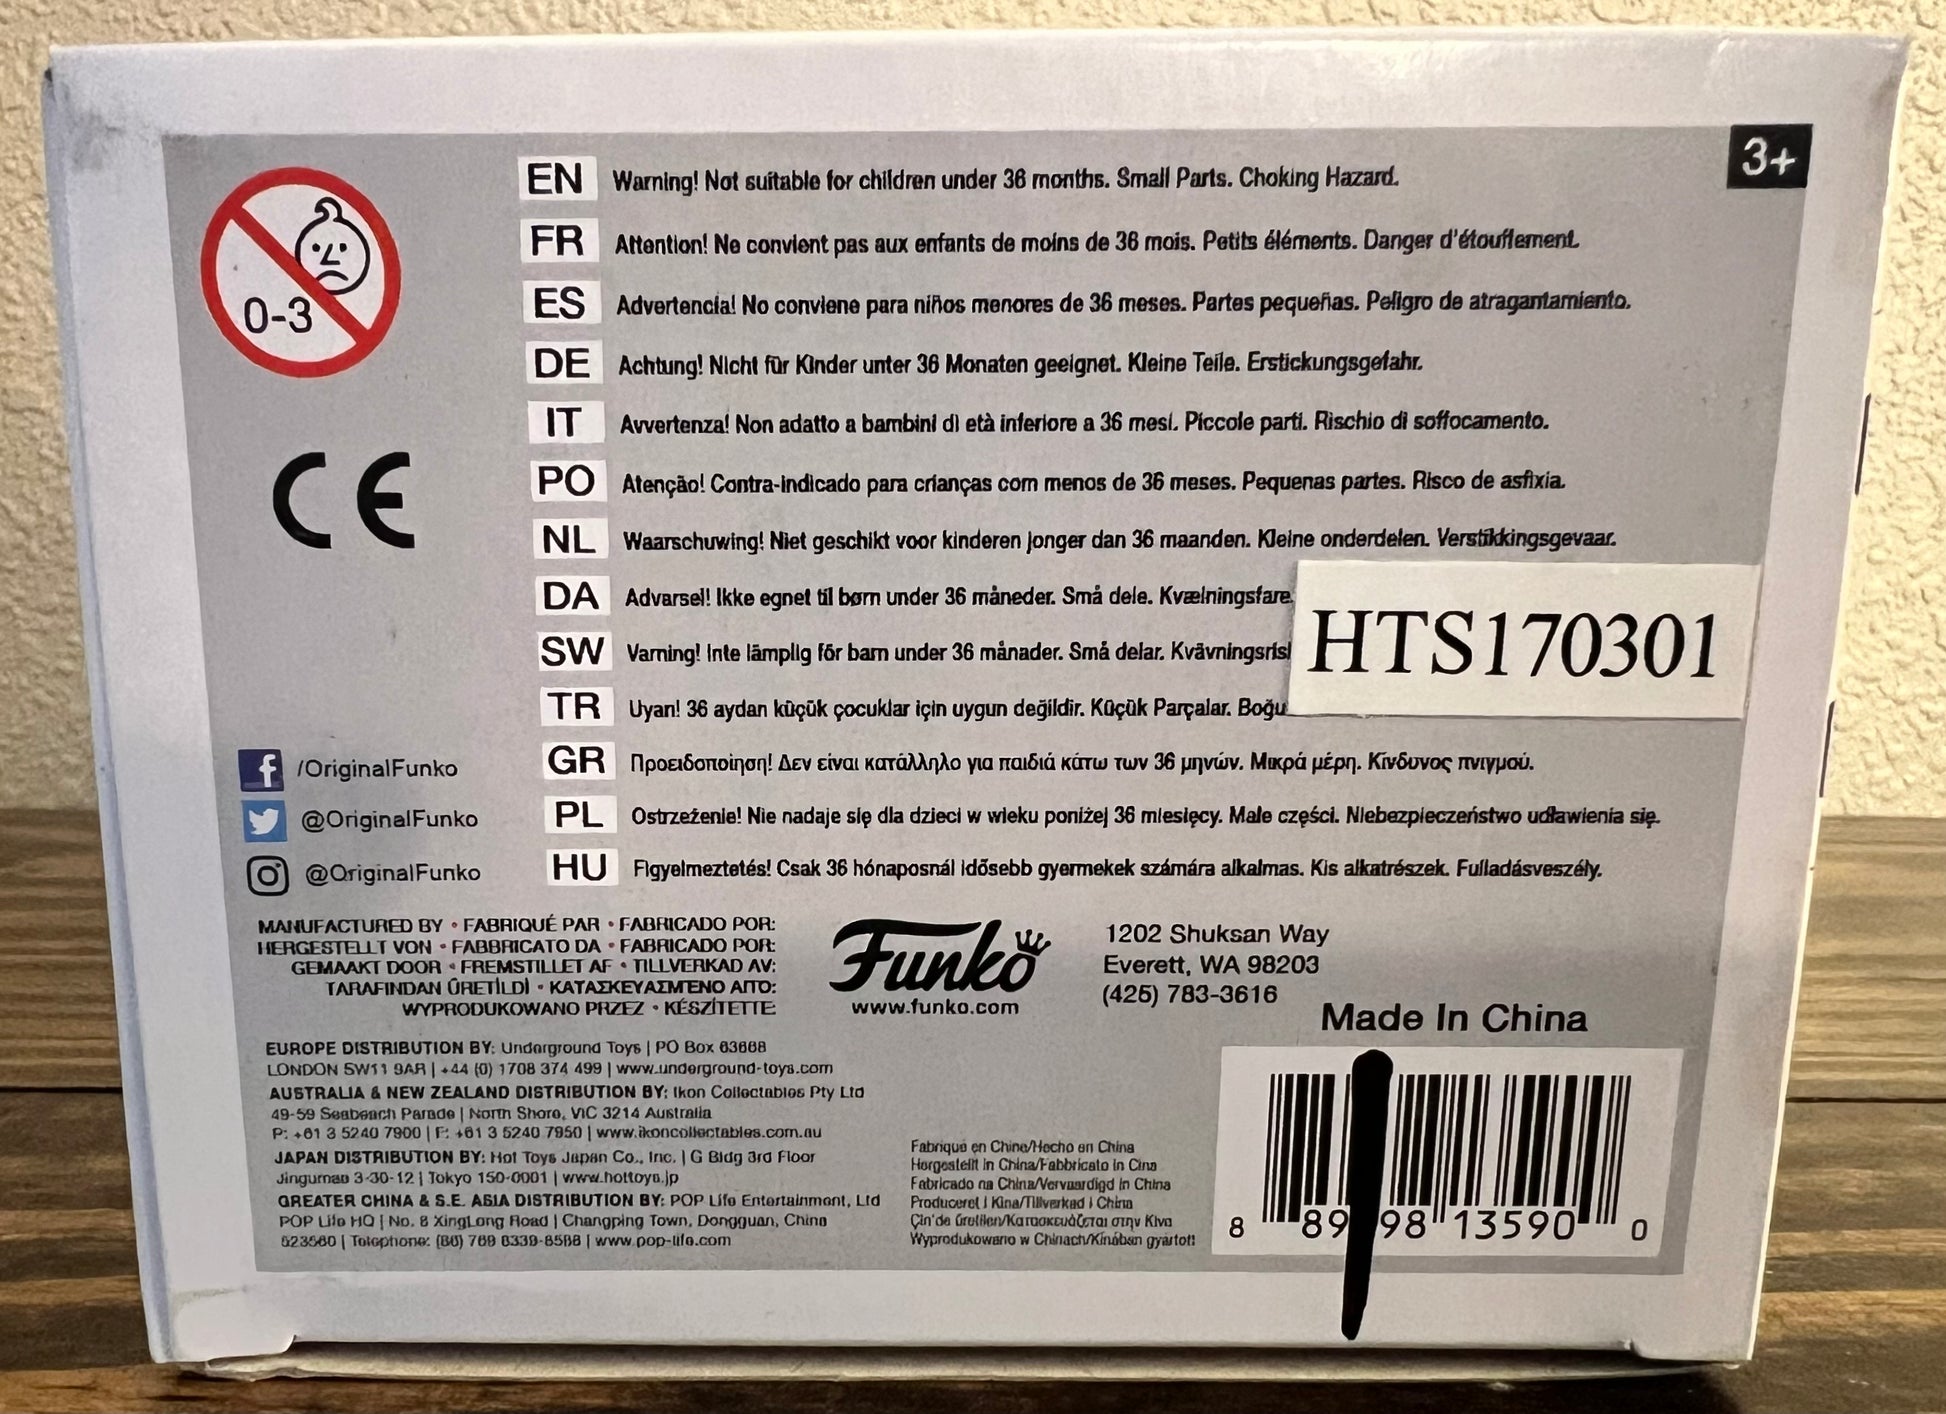 3+
0-3
EN Warning! Not suitable for children under 36 months. Small Parts. Choking Hazard.
FR Attention! Ne convient pas aux enfants de moins de 36 mois. Petits éléments. Danger d'étouffement.
ES Advertencia! No conviene para niños menores de 36 meses. Partes pequeñas. Peligro de atragantamiento.
DE Achtung! Nicht für Kinder unter 36 Monaten geeignet. Kleine Teile. Erstickungsgefahr.
IT Avvertenza! Non adatto a bambini di età inferiore a 36 mesi. Piccole parti. Rischio di soffocamento.
CE
PO Atenção! Contra-indicado para crianças com menos de 36 meses. Pequenas partes. Risco de asfixia.
NL Waarschuwing! Niet geschikt voor kinderen jonger dan 36 maanden. Kleine onderdelen. Verstikkingsgevaar.
DA Advarsel! Ikke egnet til børn under 36 måneder. Små dele. Kvælningsfare.
SW Varning! Inte lämplig för barn under 36 månader. Små delar.
HTS170301
TR Uyan! 36 aydan küçük çocuklar için uygun değildir. Küçük Parçalar.
GR Προειδοποίηση! Δεν είναι κατάλληλο για παιδιά κάτω των 36 μηνών. Μικρά μέρη. Κίνδυνος πνιγμού.
PL Ostrzeżenie! Nie nadaje się dla dzieci w wieku poniżej 36 miesięcy. Małe części. Niebezpieczeństwo udławienia się.
HU Figyelmeztetés! Csak 36 hónaposnál idősebb gyermekek számára alkalmas. Kis alkatrészek. Fulladásveszély.
/OriginalFunko
@OriginalFunko
@OriginalFunko
MANUFACTURED BY • FABRIQUÉ PAR • FABRICADO POR:
HERGESTELLT VON • FABBRICATO DA • FABRICADO POR:
GEMAAKT DOOR • FREMSTILLET AF • TILLVERKAD AV:
TARAFINDAN ÜRETİLDİ • ΚΑΤΑΣΚΕΥΑΣΜΕΝΟ ΑΠΟ:
WYPRODUKOWANO PRZEZ • KÉSZÍTETTE:
Funko
www.funko.com
1202 Shuksan Way
Everett, WA 98203
(425) 783-3616
Made In China
EUROPE DISTRIBUTION BY: Underground Toys | PO Box 63668
LONDON SW11 9AR | +44 (0) 1708 374 499 | www.underground-toys.com
AUSTRALIA & NEW ZEALAND DISTRIBUTION BY: Ikon Collectables Pty Ltd
49-59 Seabeach Parade | North Shore, VIC 3214 Australia
P: +61 3 5240 7900 | F: +61 3 5240 7950 | www.ikoncollectables.com.au
JAPAN DISTRIBUTION BY: Hot Toys Japan Co., Inc. | G Bldg 3rd Floor
Jingumae 3-30-12 | Tokyo 150-0001 | www.hottoys.jp
GREATER CHINA & S.E. ASIA DISTRIBUTION BY: POP Life Entertainment, Ltd
POP Life HQ | No. 8 XingLong Road | Changping Town, Dongguan, China
523560 | Telephone: (86) 769 8339-8588 | www.pop-life.com
Fabriqué en Chine/Hecho en China
Hergestellt in China/Fabbricato in Cina
Fabricado na China/Vervaardigd in China
Produceret i Kina/Tillverkad i China
Çin'de üretilen/Κατασκευάζεται στην Κίνα
Wyprodukowano w Chinach/Kínában gyártott
8 89 98 13590 0